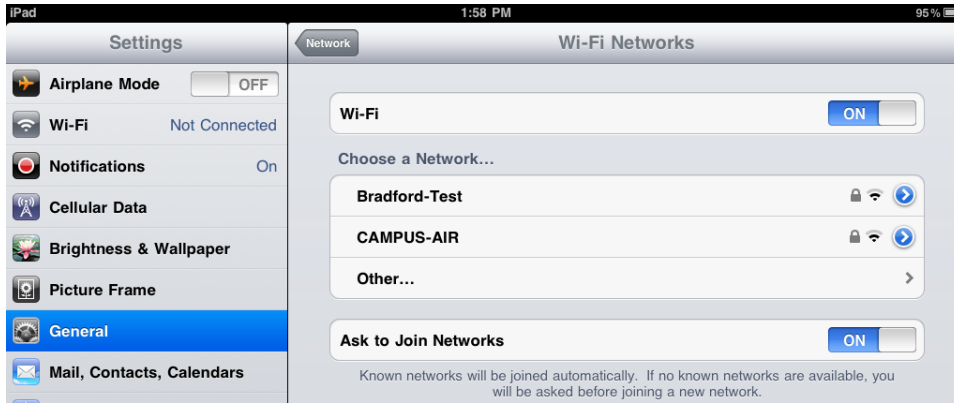 iPad 1:58 PM 95%
Settings
Airplane Mode OFF
Wi-Fi Not Connected
Notifications On
Cellular Data
Brightness & Wallpaper
Picture Frame
General
Mail, Contacts, Calendars
Network Wi-Fi Networks
Wi-Fi ON
Choose a Network...
Bradford-Test
CAMPUS-AIR
Other...
Ask to Join Networks ON
Known networks will be joined automatically. If no known networks are available, you
will be asked before joining a new network.